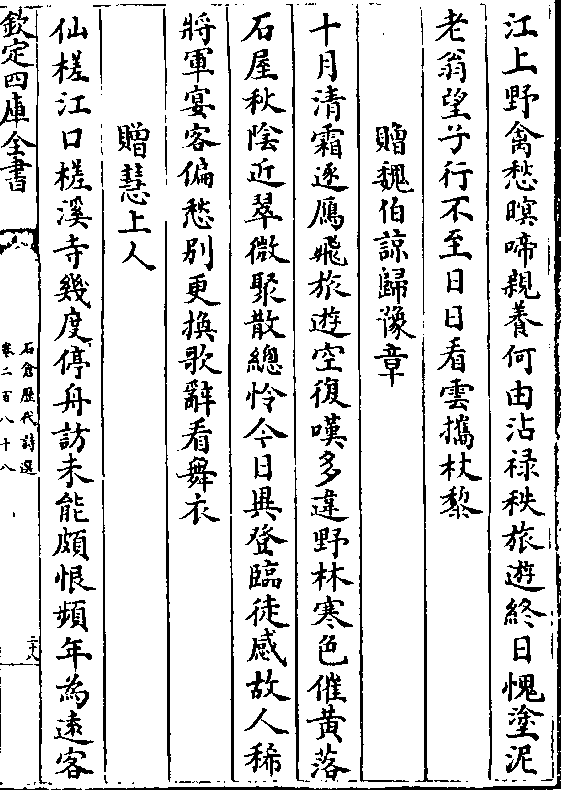 江上野禽愁暝啼親養何由沾禄秩旅遊終日愧塗泥
老翁望子行不至日日看雲攜杖藜
贈魏伯諒歸豫章
十月清霜逐鴈飛旅遊空復嘆多違野林寒色催黄落
石屋秋陰近翠微聚散總怜今日異登臨徒感故人稀
將軍宴客偏愁别更換歌辭看舞衣
贈慧上人
仙槎江口槎溪寺幾度停舟訪未能頗恨頻年為遠客
欽定四庫全書
石倉歷代詩選
卷二百八十八
二十八